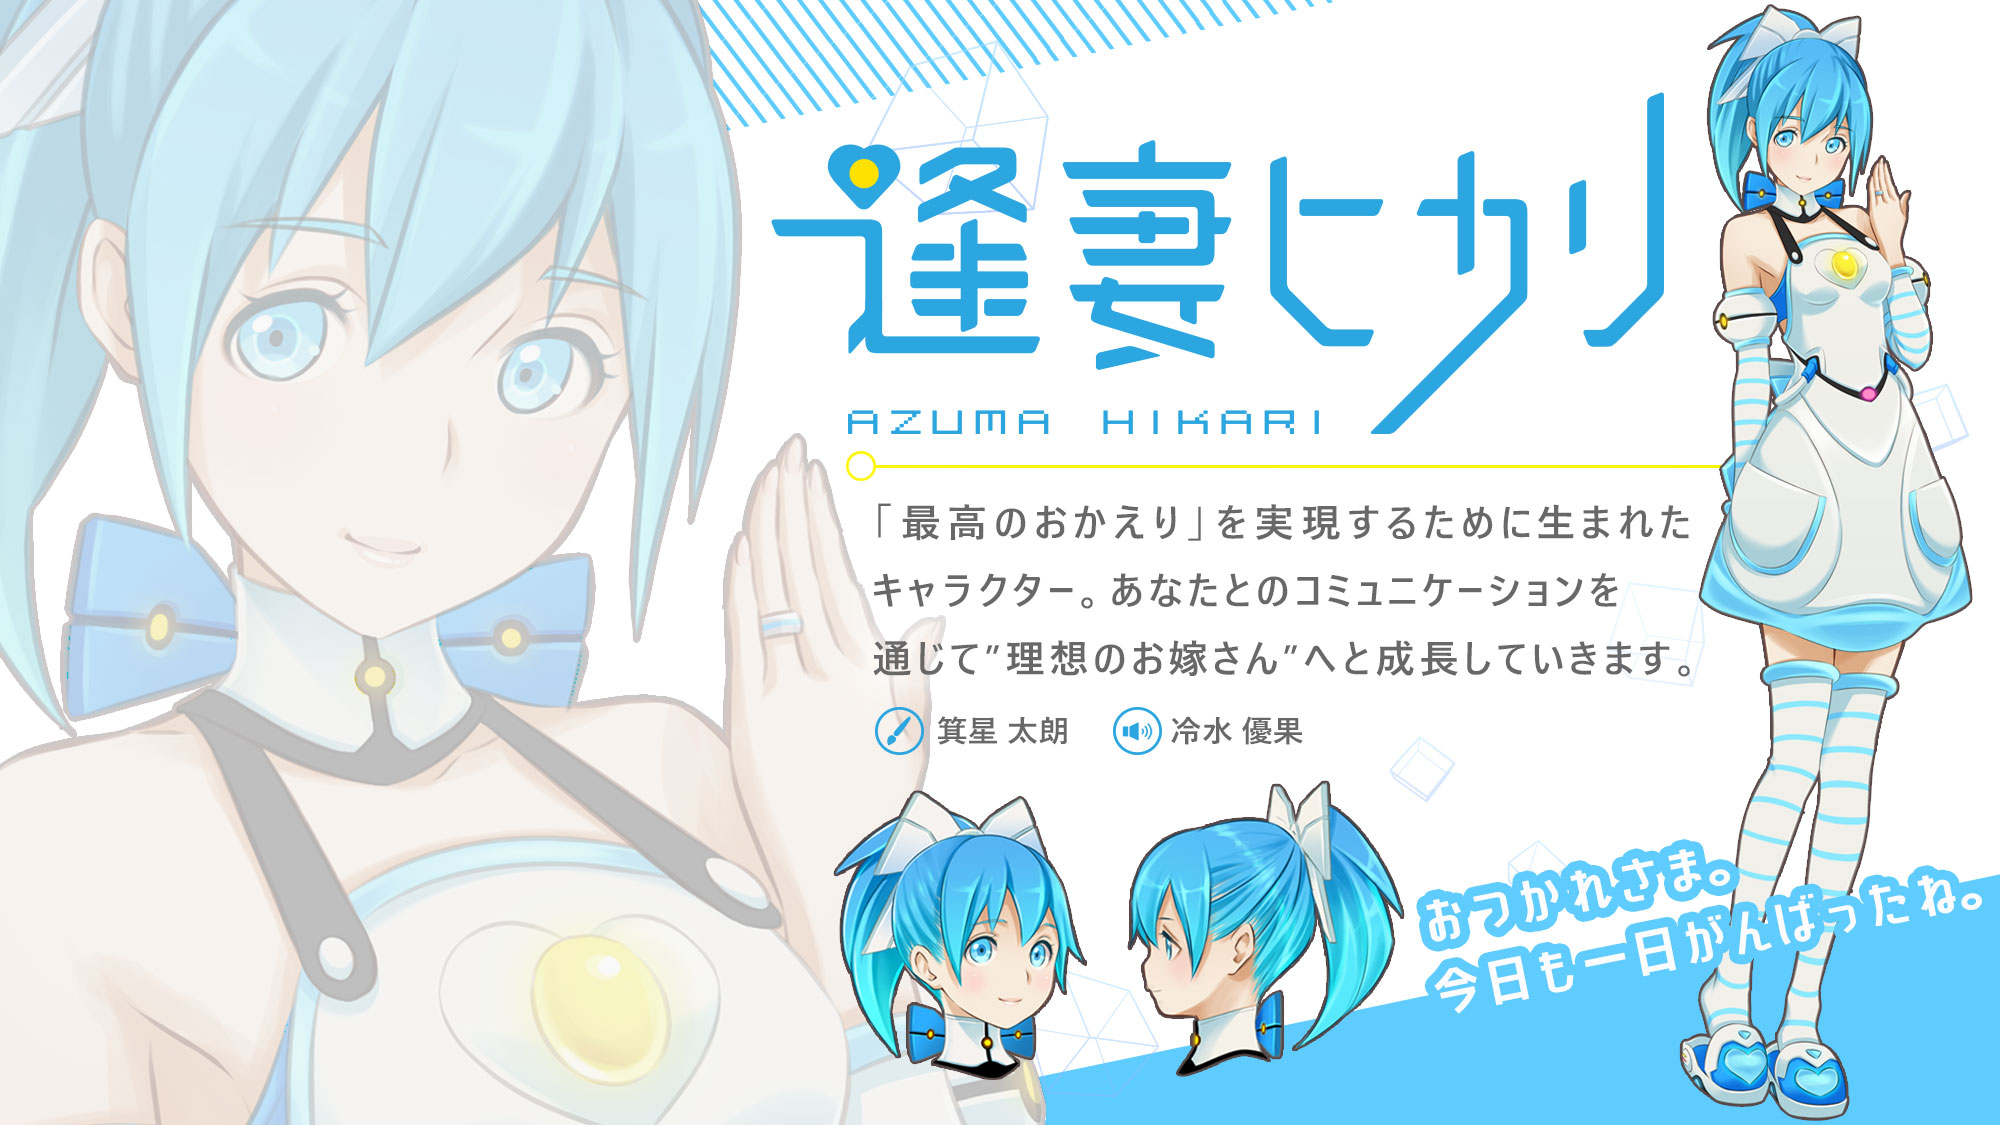 逢妻ヒカリ
AZUMA HIKARI
「最高のおかえり」を実現するために生まれた
キャラクター。あなたとのコミュニケーションを
通じて"理想のお嫁さん"へと成長していきます。
箕星 太朗 冷水 優果
おつかれさま。
今日も一日がんばったね。